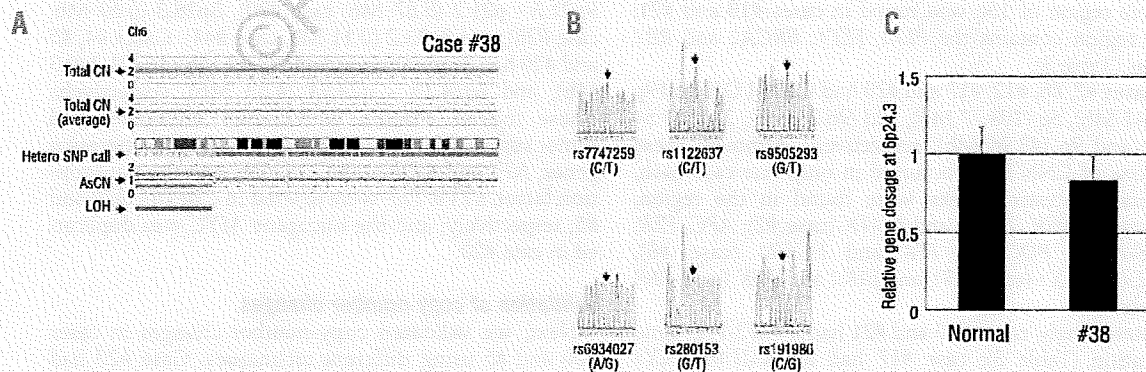 A
Ch6
Case #38
4
Total CN 2
0
4
Total CN 2
(average)
0
Hetero SNP call
2
AsCN 1
0
LOH
B
rs7747259
(C/T)
rs1122637
(C/T)
rs9505293
(G/T)
rs6934027
(A/G)
rs280153
(G/T)
rs191986
(C/G)
C
Relative gene dosage at 6p24.3
1.5
1
0.5
0
Normal
#38